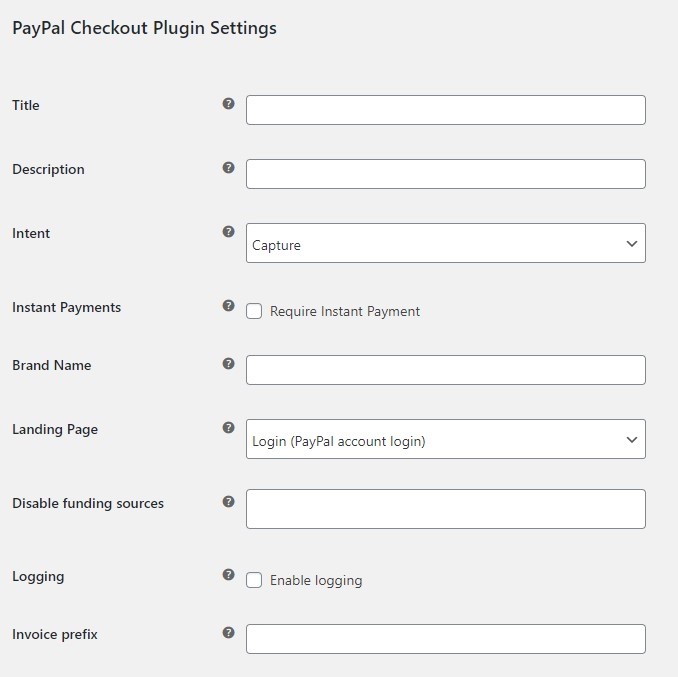 PayPal Checkout Plugin Settings
Title
Description
Intent
Capture
Instant Payments
Require Instant Payment
Brand Name
Landing Page
Login (PayPal account login)
Disable funding sources
Logging
Enable logging
Invoice prefix